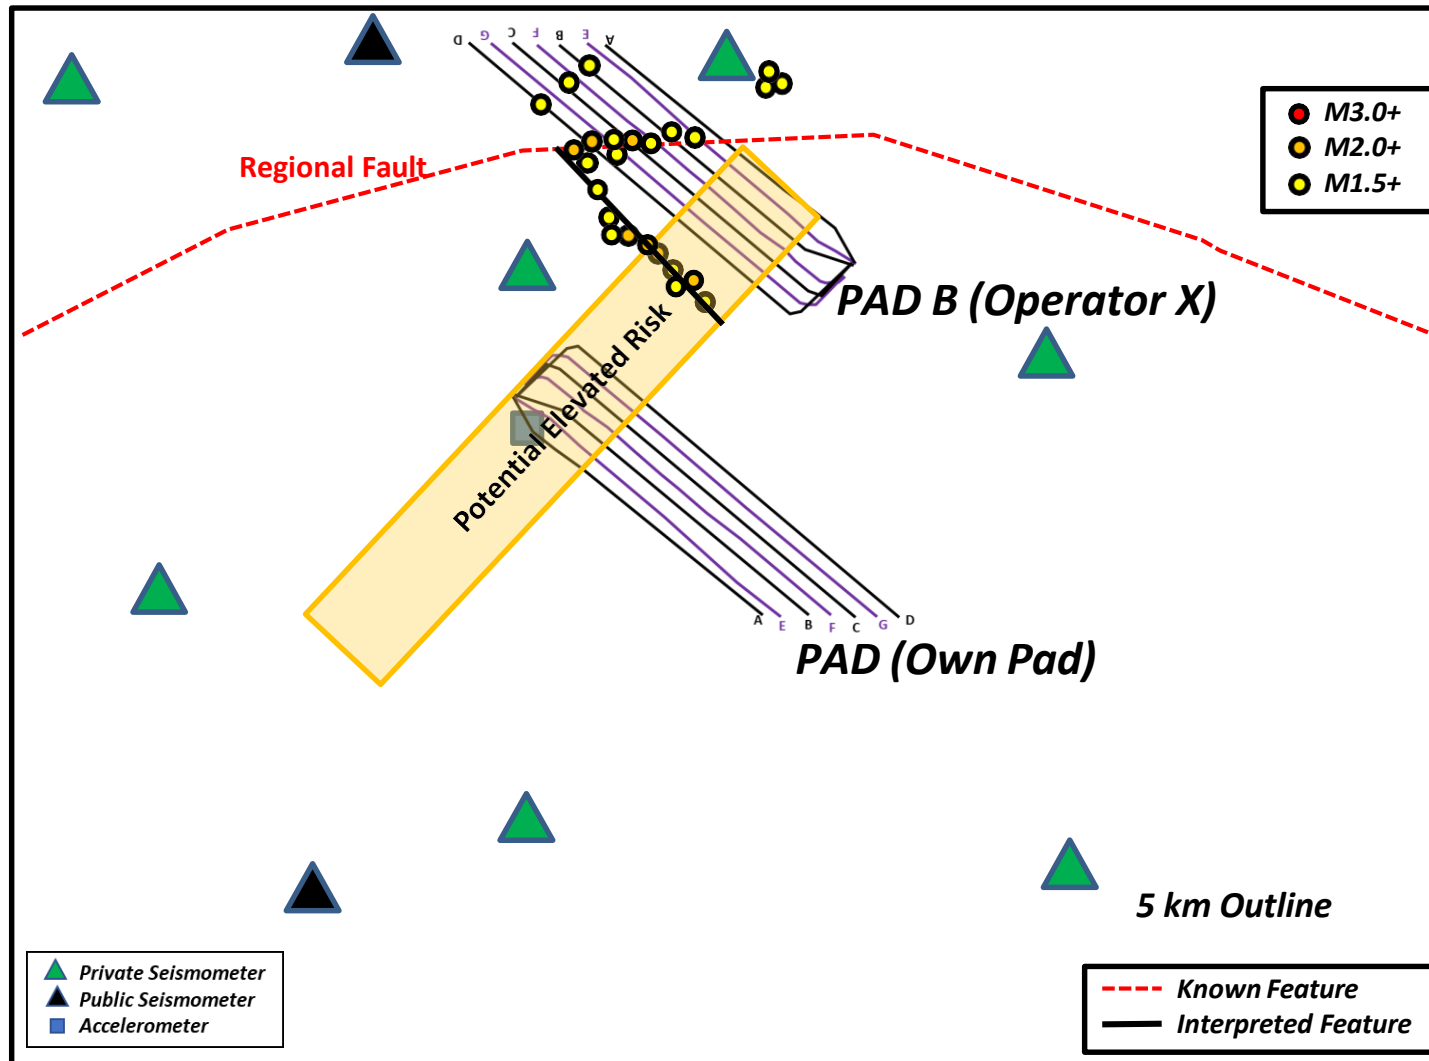 D G C F B E A
M3.0+
M2.0+
M1.5+
Regional Fault
PAD B (Operator X)
Potential Elevated Risk
A E B F C G D
PAD (Own Pad)
5 km Outline
Private Seismometer
Public Seismometer
Accelerometer
Known Feature
Interpreted Feature